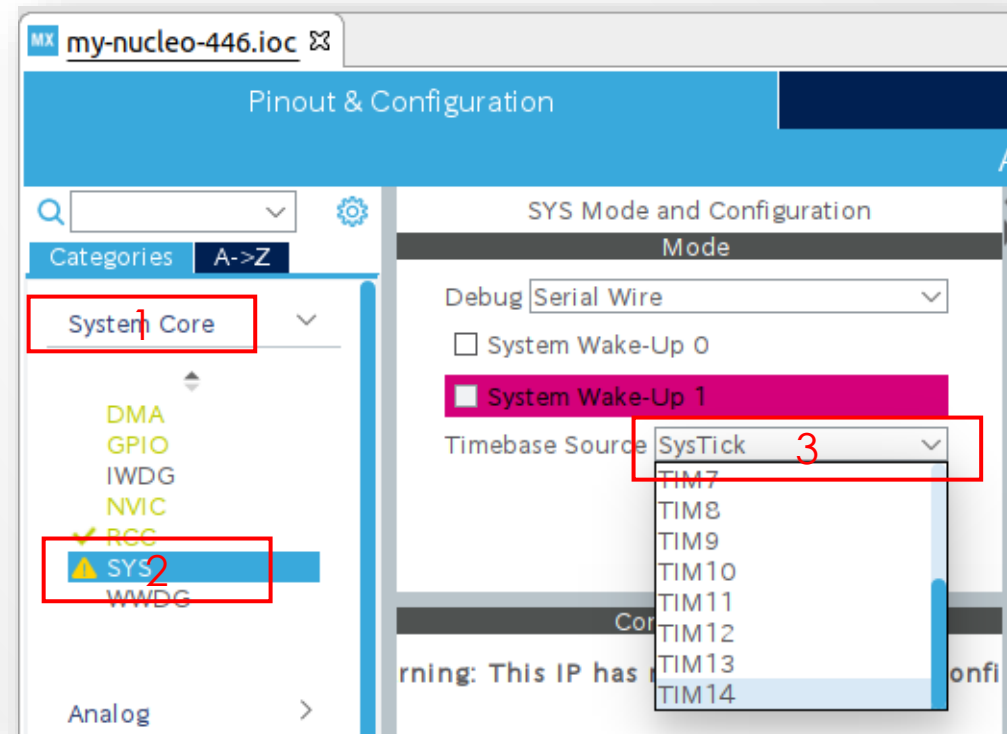 MX my-nucleo-446.ioc
Pinout & Configuration
SYS Mode and Configuration
Categories
A->Z
Mode
Debug Serial Wire
System Core
1
System Wake-Up 0
System Wake-Up 1
Timebase Source SysTick
3
DMA
GPIO
IWDG
NVIC
RCC
SYS
2
WWDG
TIM7
TIM8
TIM9
TIM10
TIM11
TIM12
TIM13
TIM14
Cor
rning: This IP has
onfi
Analog